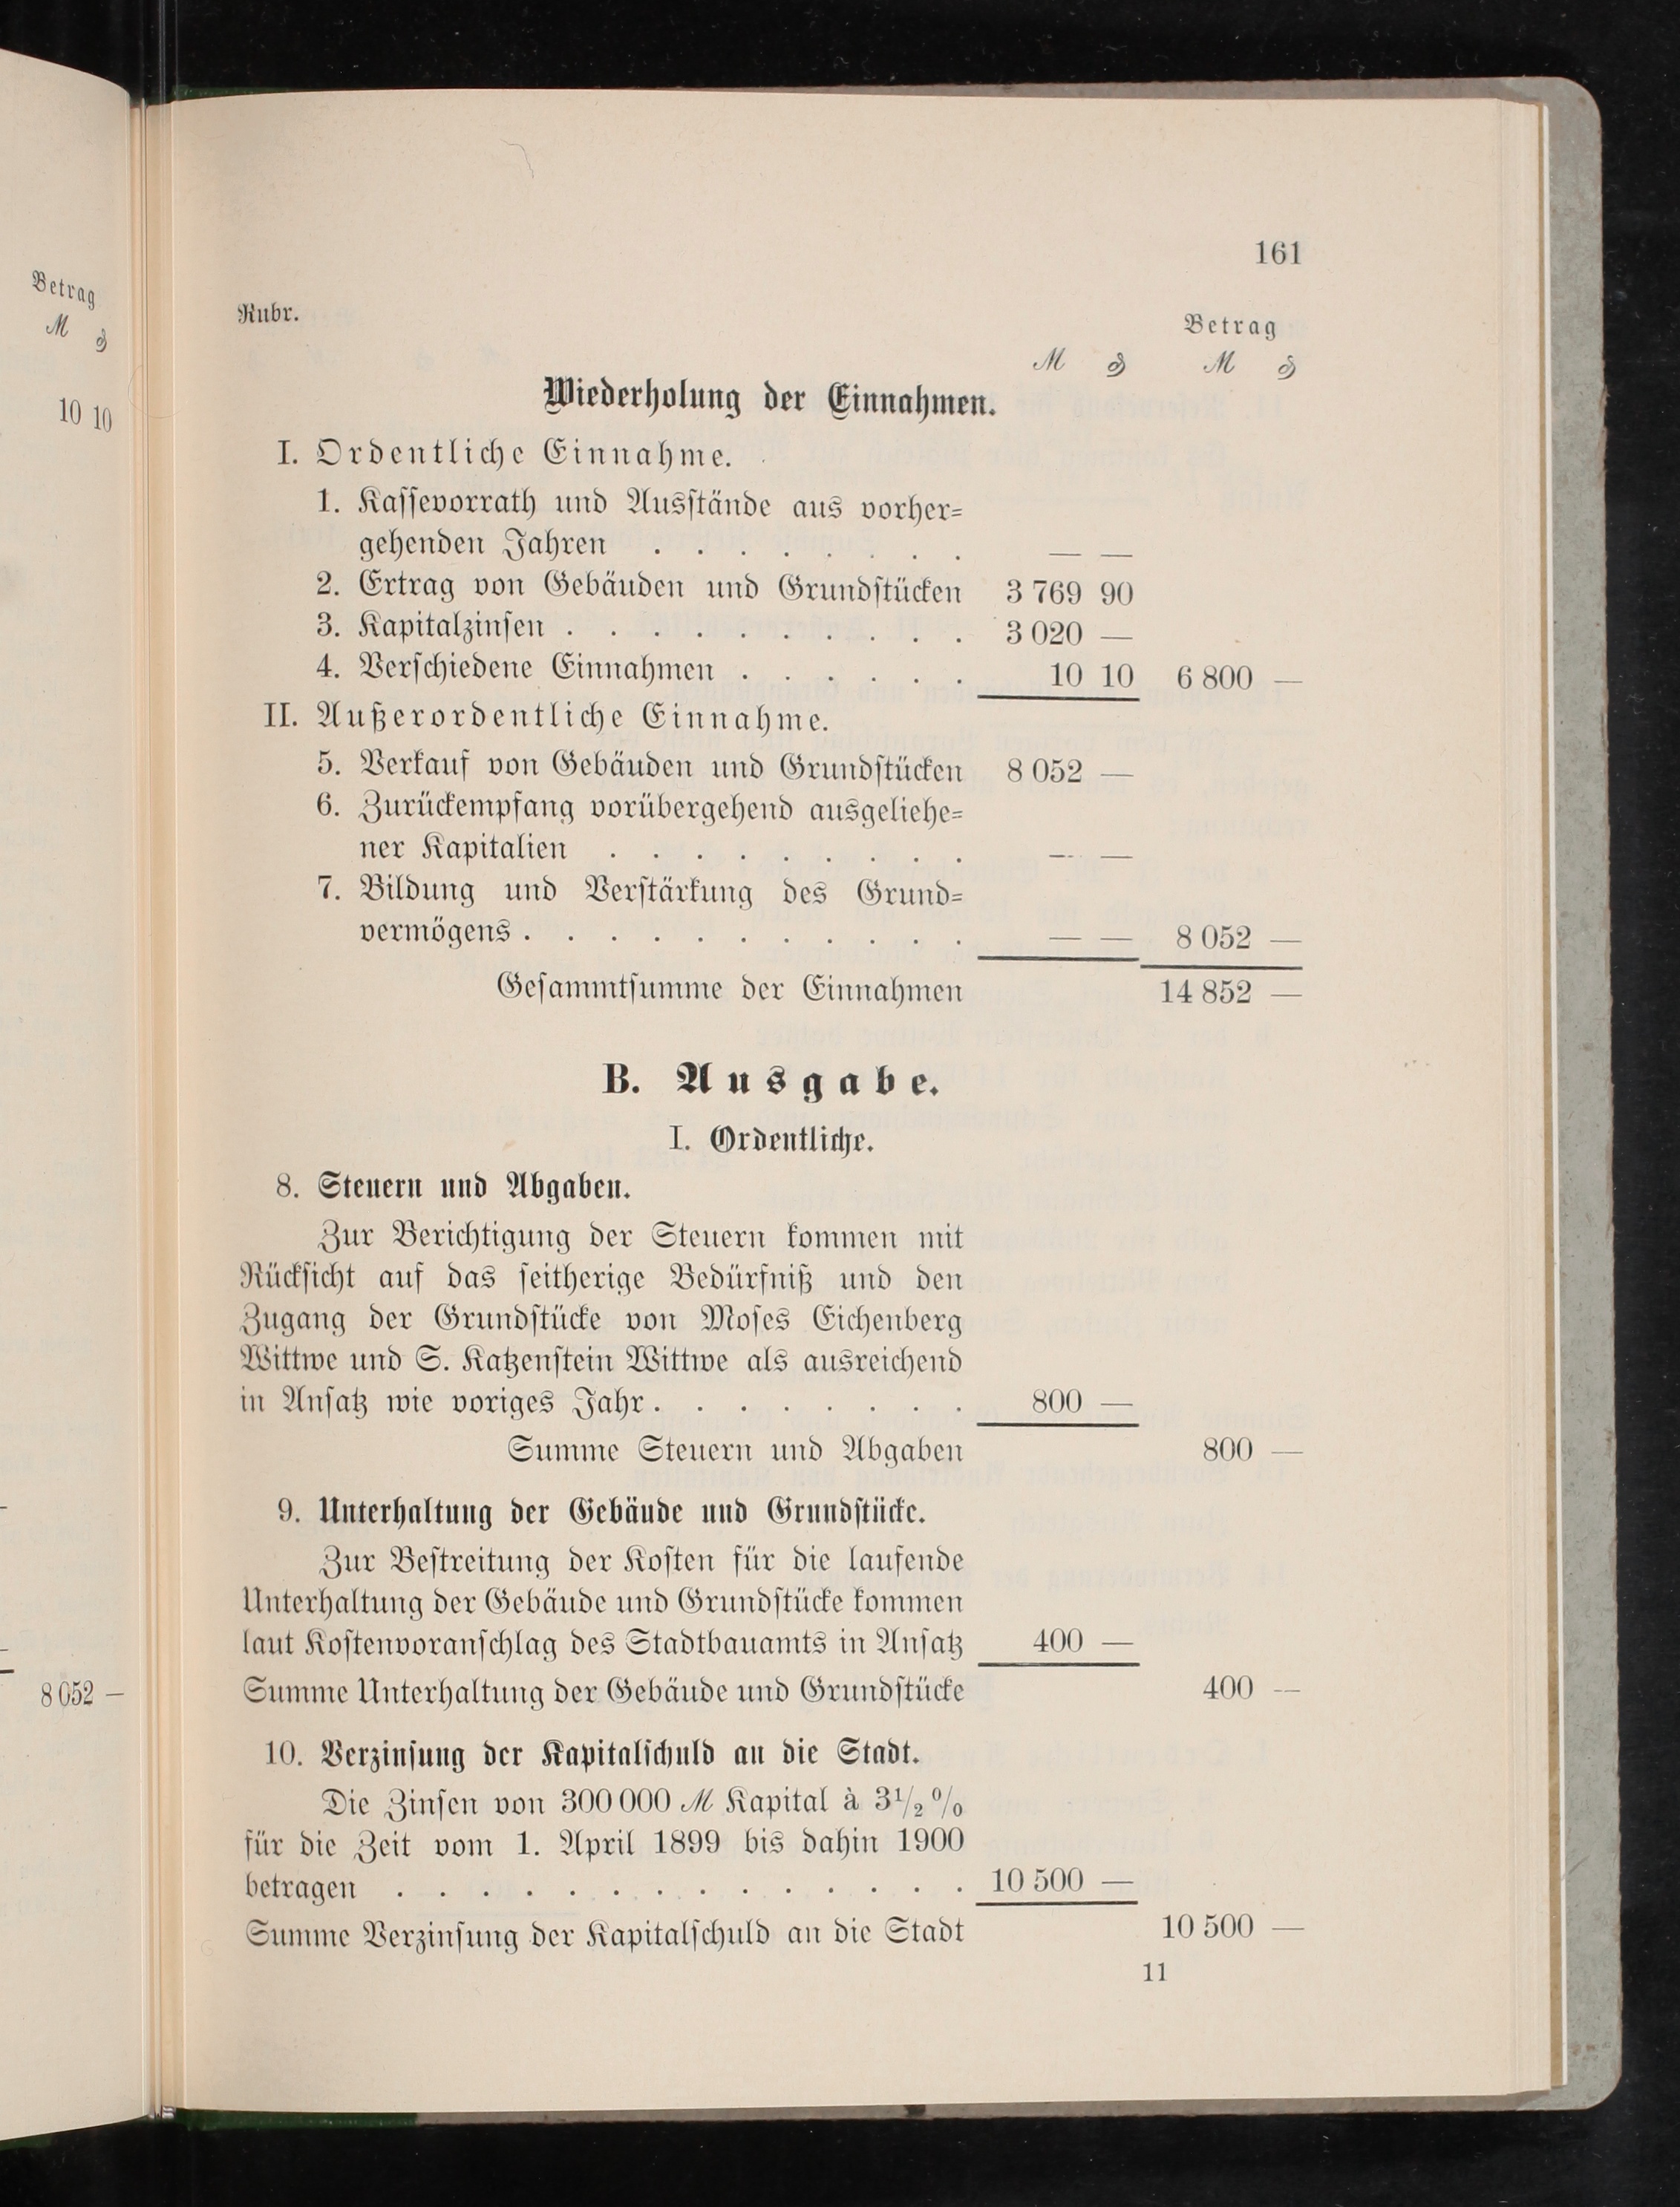 Betrag
M ₰
10 10
8 052 —
161
Rubr.
Betrag
M ₰ M ₰
Wiederholung der Einnahmen.
I. Ordentliche Einnahme.
1. Kassevorrath und Ausstände aus vorher=
gehenden Jahren . . . . . . . . — —
2. Ertrag von Gebäuden und Grundstücken 3 769 90
3. Kapitalzinsen . . . . . . . . . . 3 020 —
4. Verschiedene Einnahmen . . . . . . 10 10 6 800 —
II. Außerordentliche Einnahme.
5. Verkauf von Gebäuden und Grundstücken 8 052 —
6. Zurückempfang vorübergehend ausgeliehe=
ner Kapitalien . . . . . . . . . — —
7. Bildung und Verstärkung des Grund=
vermögens . . . . . . . . . . . — — 8 052 —
Gesammtsumme der Einnahmen 14 852 —
B. Ausgabe.
I. Ordentliche.
8. Steuern und Abgaben.
Zur Berichtigung der Steuern kommen mit
Rücksicht auf das seitherige Bedürfniß und den
Zugang der Grundstücke von Moses Eichenberg
Wittwe und S. Katzenstein Wittwe als ausreichend
in Ansatz wie voriges Jahr . . . . . . . . 800 —
Summe Steuern und Abgaben 800 —
9. Unterhaltung der Gebäude und Grundstücke.
Zur Bestreitung der Kosten für die laufende
Unterhaltung der Gebäude und Grundstücke kommen
laut Kostenvoranschlag des Stadtbauamts in Ansatz 400 —
Summe Unterhaltung der Gebäude und Grundstücke 400 —
10. Verzinsung der Kapitalschuld an die Stadt.
Die Zinsen von 300 000 M Kapital à 3½ %
für die Zeit vom 1. April 1899 bis dahin 1900
betragen . . . . . . . . . . . . . . 10 500 —
Summe Verzinsung der Kapitalschuld an die Stadt 10 500 —
11